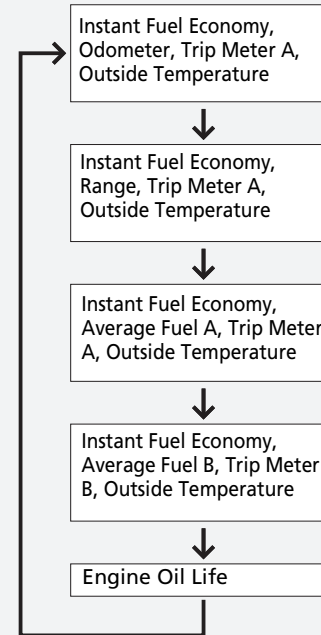 Instant Fuel Economy,
Odometer, Trip Meter A,
Outside Temperature
Instant Fuel Economy,
Range, Trip Meter A,
Outside Temperature
Instant Fuel Economy,
Average Fuel A, Trip Meter
A, Outside Temperature
Instant Fuel Economy,
Average Fuel B, Trip Meter
B, Outside Temperature
Engine Oil Life